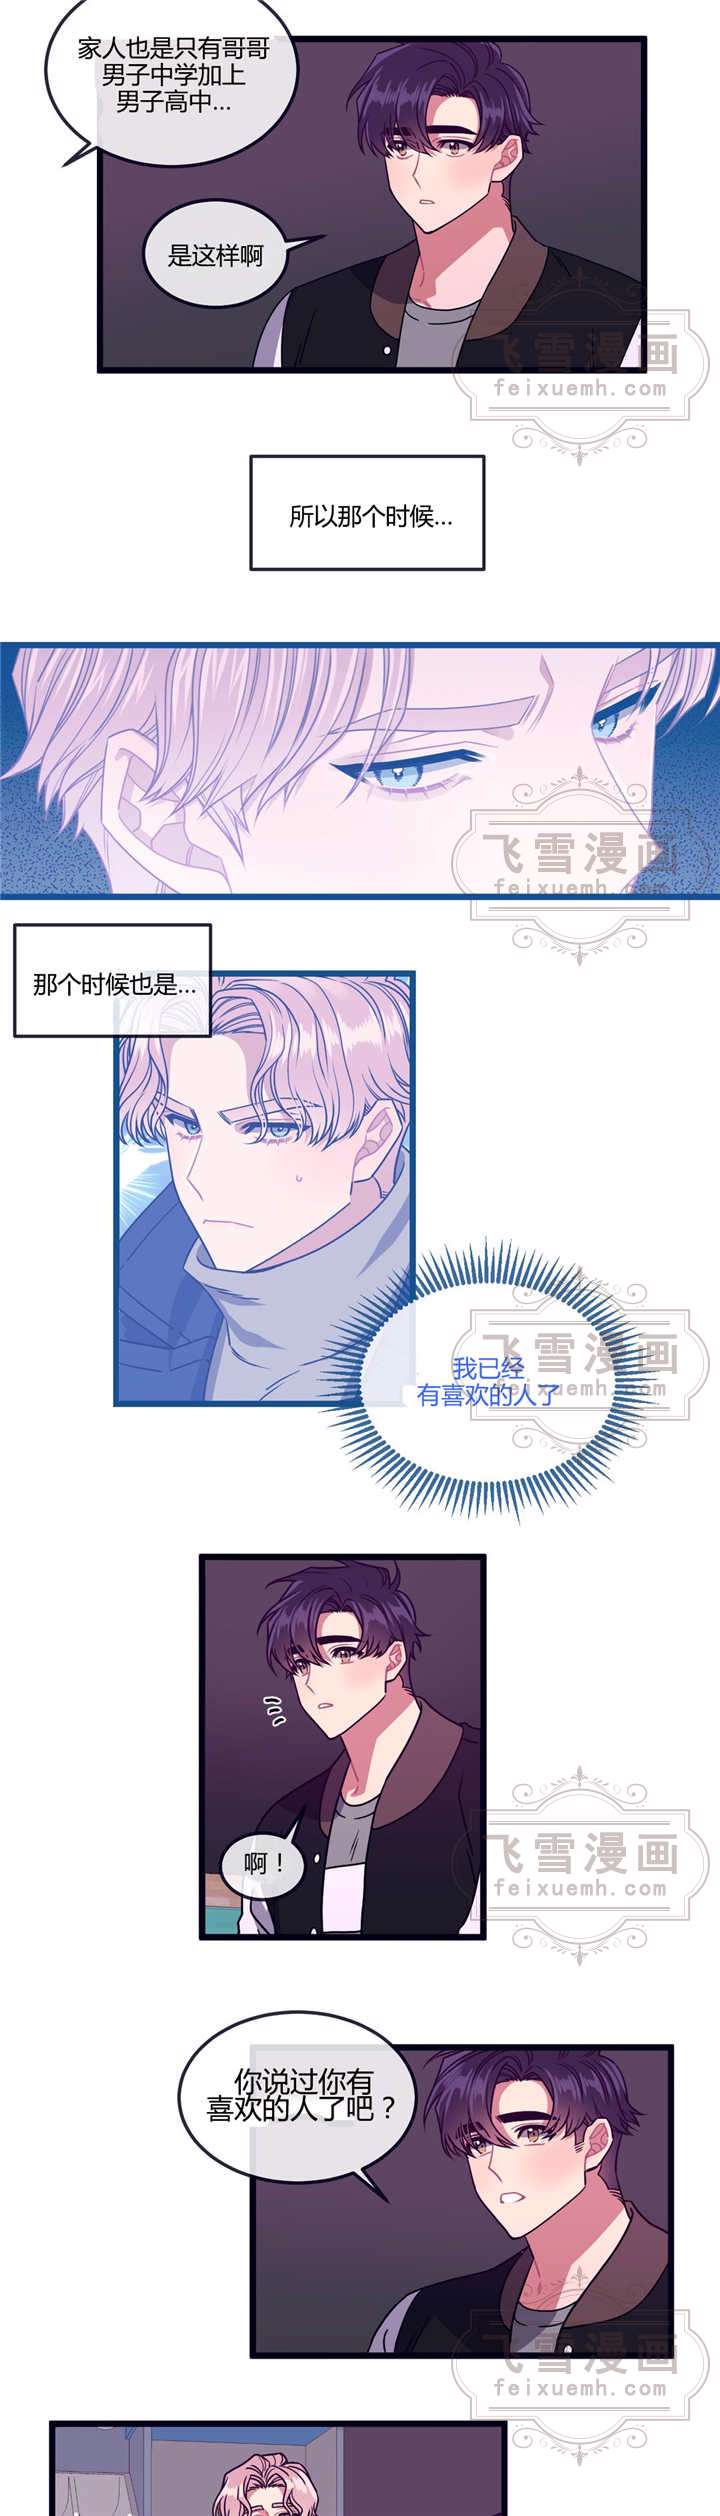 家人也是只有哥哥
男子中学加上
男子高中...
是这样啊
飞雪漫画
feixuemh.com
所以那个时候...
飞雪漫画
feixuemh.com
那个时候也是...
飞雪漫画
feixuemh.com
我已经
有喜欢的人了
飞雪漫画
feixuemh.com
啊！
你说过你有
喜欢的人了吧？
飞雪漫画
feixuemh.com